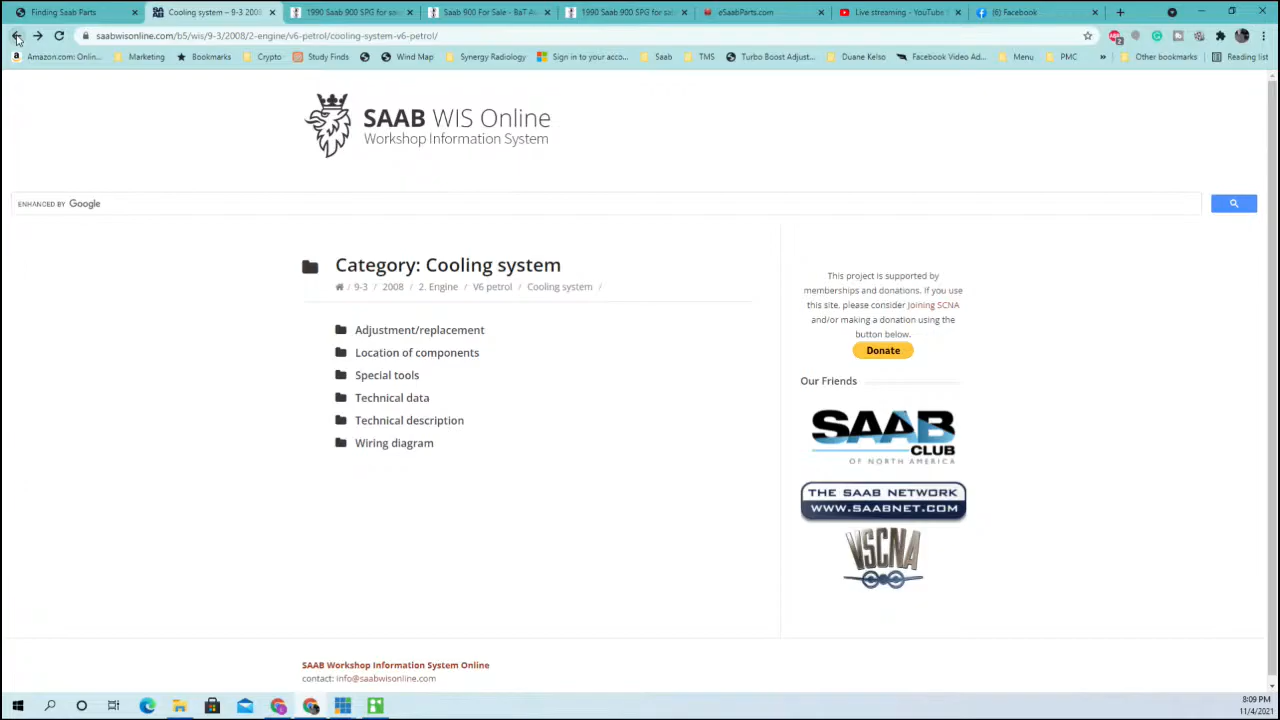 Finding Saab Parts
Cooling system – 9-3 2008
1990 Saab 900 SPG for sa
Saab 900 For Sale - BaT A
1990 Saab 900 SPG for sa
eSaabParts.com
Live streaming - YouTube
(6) Facebook
saabwisonline.com/b5/wis/9-3/2008/2-engine/v6-petrol/cooling-system-v6-petrol/
Amazon.com: Onlin...
Marketing
Bookmarks
Crypto
Study Finds
Wind Map
Synergy Radiology
Sign in to your acco...
Saab
TMS
Turbo Boost Adjust...
Duane Kelso
Facebook Video Ad...
Menu
PMC
»
Other bookmarks
Reading list
SAAB WIS Online
Workshop Information System
ENHANCED BY Google
Category: Cooling system
/ 9-3 / 2008 / 2. Engine / V6 petrol / Cooling system /
Adjustment/replacement
Location of components
Special tools
Technical data
Technical description
Wiring diagram
This project is supported by
memberships and donations. If you use
this site, please consider Joining SCNA
and/or making a donation using the
button below.
Donate
Our Friends
SAAB
CLUB
OF NORTH AMERICA
THE SAAB NETWORK
WWW.SAABNET.COM
VSCNA
SAAB Workshop Information System Online
contact: info@saabwisonline.com
8:09 PM
11/4/2021